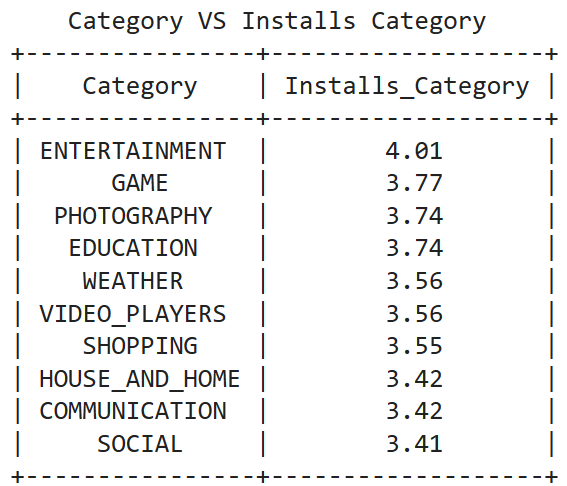 Category VS Installs Category
+----------------+-------------------+
|    Category    | Installs_Category |
+----------------+-------------------+
| ENTERTAINMENT  |        4.01       |
|      GAME      |        3.77       |
|  PHOTOGRAPHY   |        3.74       |
|   EDUCATION    |        3.74       |
|    WEATHER     |        3.56       |
| VIDEO_PLAYERS  |        3.56       |
|    SHOPPING    |        3.55       |
| HOUSE_AND_HOME |        3.42       |
| COMMUNICATION  |        3.42       |
|     SOCIAL     |        3.41       |
+----------------+-------------------+